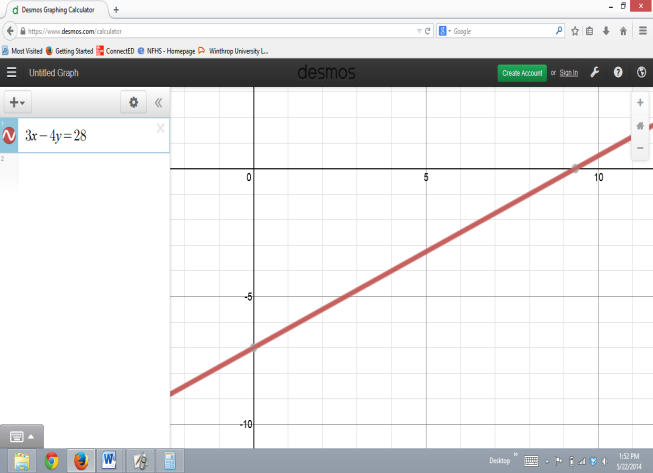 Desmos Graphing Calculator
https://www.desmos.com/calculator
Google
Most Visited Getting Started ConnectED NFHS - Homepage Winthrop University L...
Untitled Graph
desmos
Create Account or Sign In
1
3x − 4y = 28
2
0
5
10
-5
-10
Desktop
1:52 PM
5/22/2014